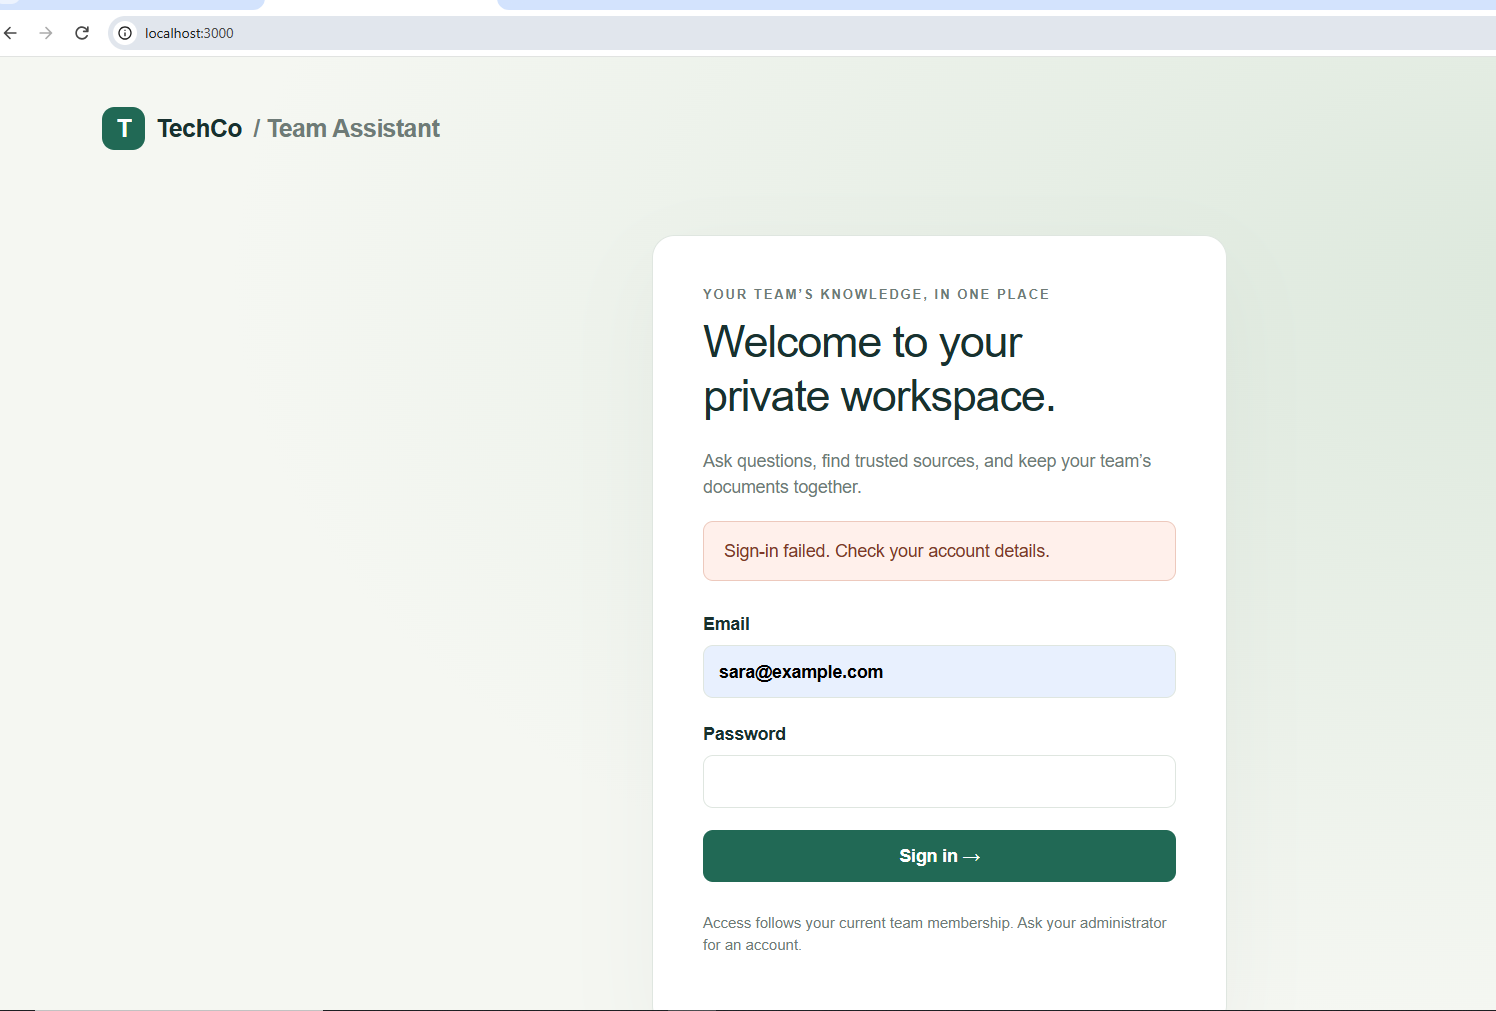 localhost:3000
T TechCo / Team Assistant
YOUR TEAM’S KNOWLEDGE, IN ONE PLACE
Welcome to your
private workspace.
Ask questions, find trusted sources, and keep your team’s
documents together.
Sign-in failed. Check your account details.
Email
sara@example.com
Password
Sign in →
Access follows your current team membership. Ask your administrator
for an account.